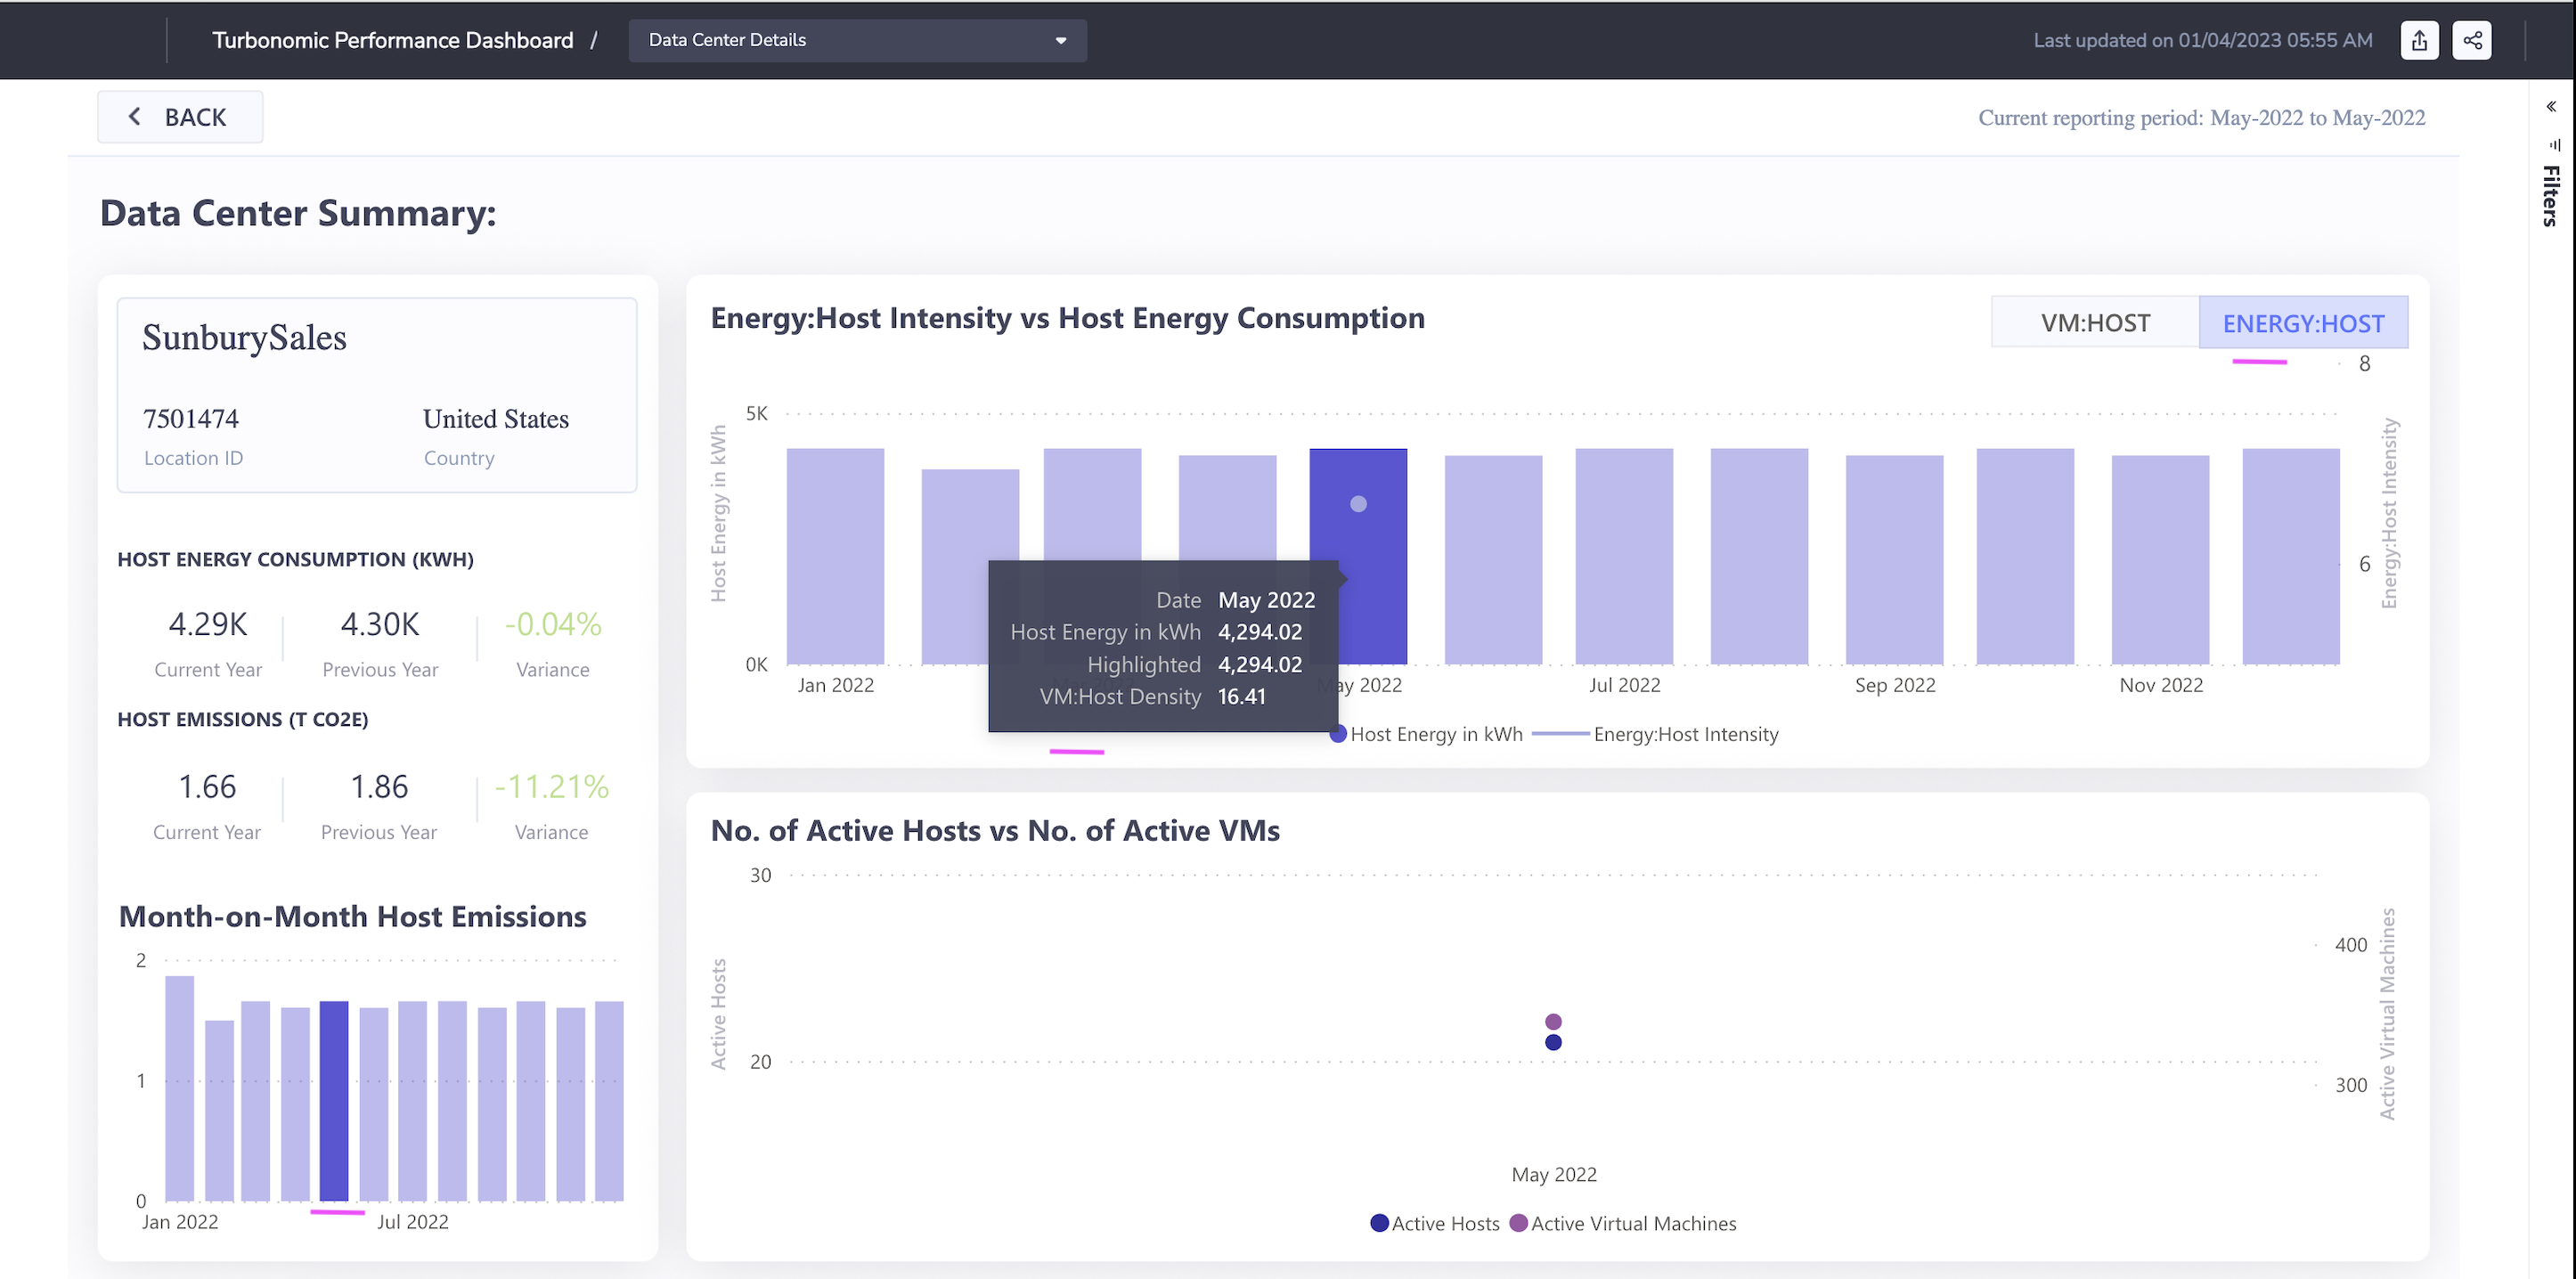 Turbonomic Performance Dashboard /
Data Center Details
Last updated on 01/04/2023 05:55 AM
BACK
Current reporting period: May-2022 to May-2022
Filters
Data Center Summary:
SunburySales
7501474 United States
Location ID Country
HOST ENERGY CONSUMPTION (KWH)
4.29K 4.30K -0.04%
Current Year Previous Year Variance
HOST EMISSIONS (T CO2E)
1.66 1.86 -11.21%
Current Year Previous Year Variance
Month-on-Month Host Emissions
2
1
0
Jan 2022 Jul 2022
Energy:Host Intensity vs Host Energy Consumption
VM:HOST ENERGY:HOST
8
5K
6
0K
Host Energy in kWh
Energy:Host Intensity
Date May 2022
Host Energy in kWh 4,294.02
Highlighted 4,294.02
VM:Host Density 16.41
Jan 2022 May 2022 Jul 2022 Sep 2022 Nov 2022
Host Energy in kWh Energy:Host Intensity
No. of Active Hosts vs No. of Active VMs
30
400
20
300
Active Hosts
Active Virtual Machines
May 2022
Active Hosts Active Virtual Machines